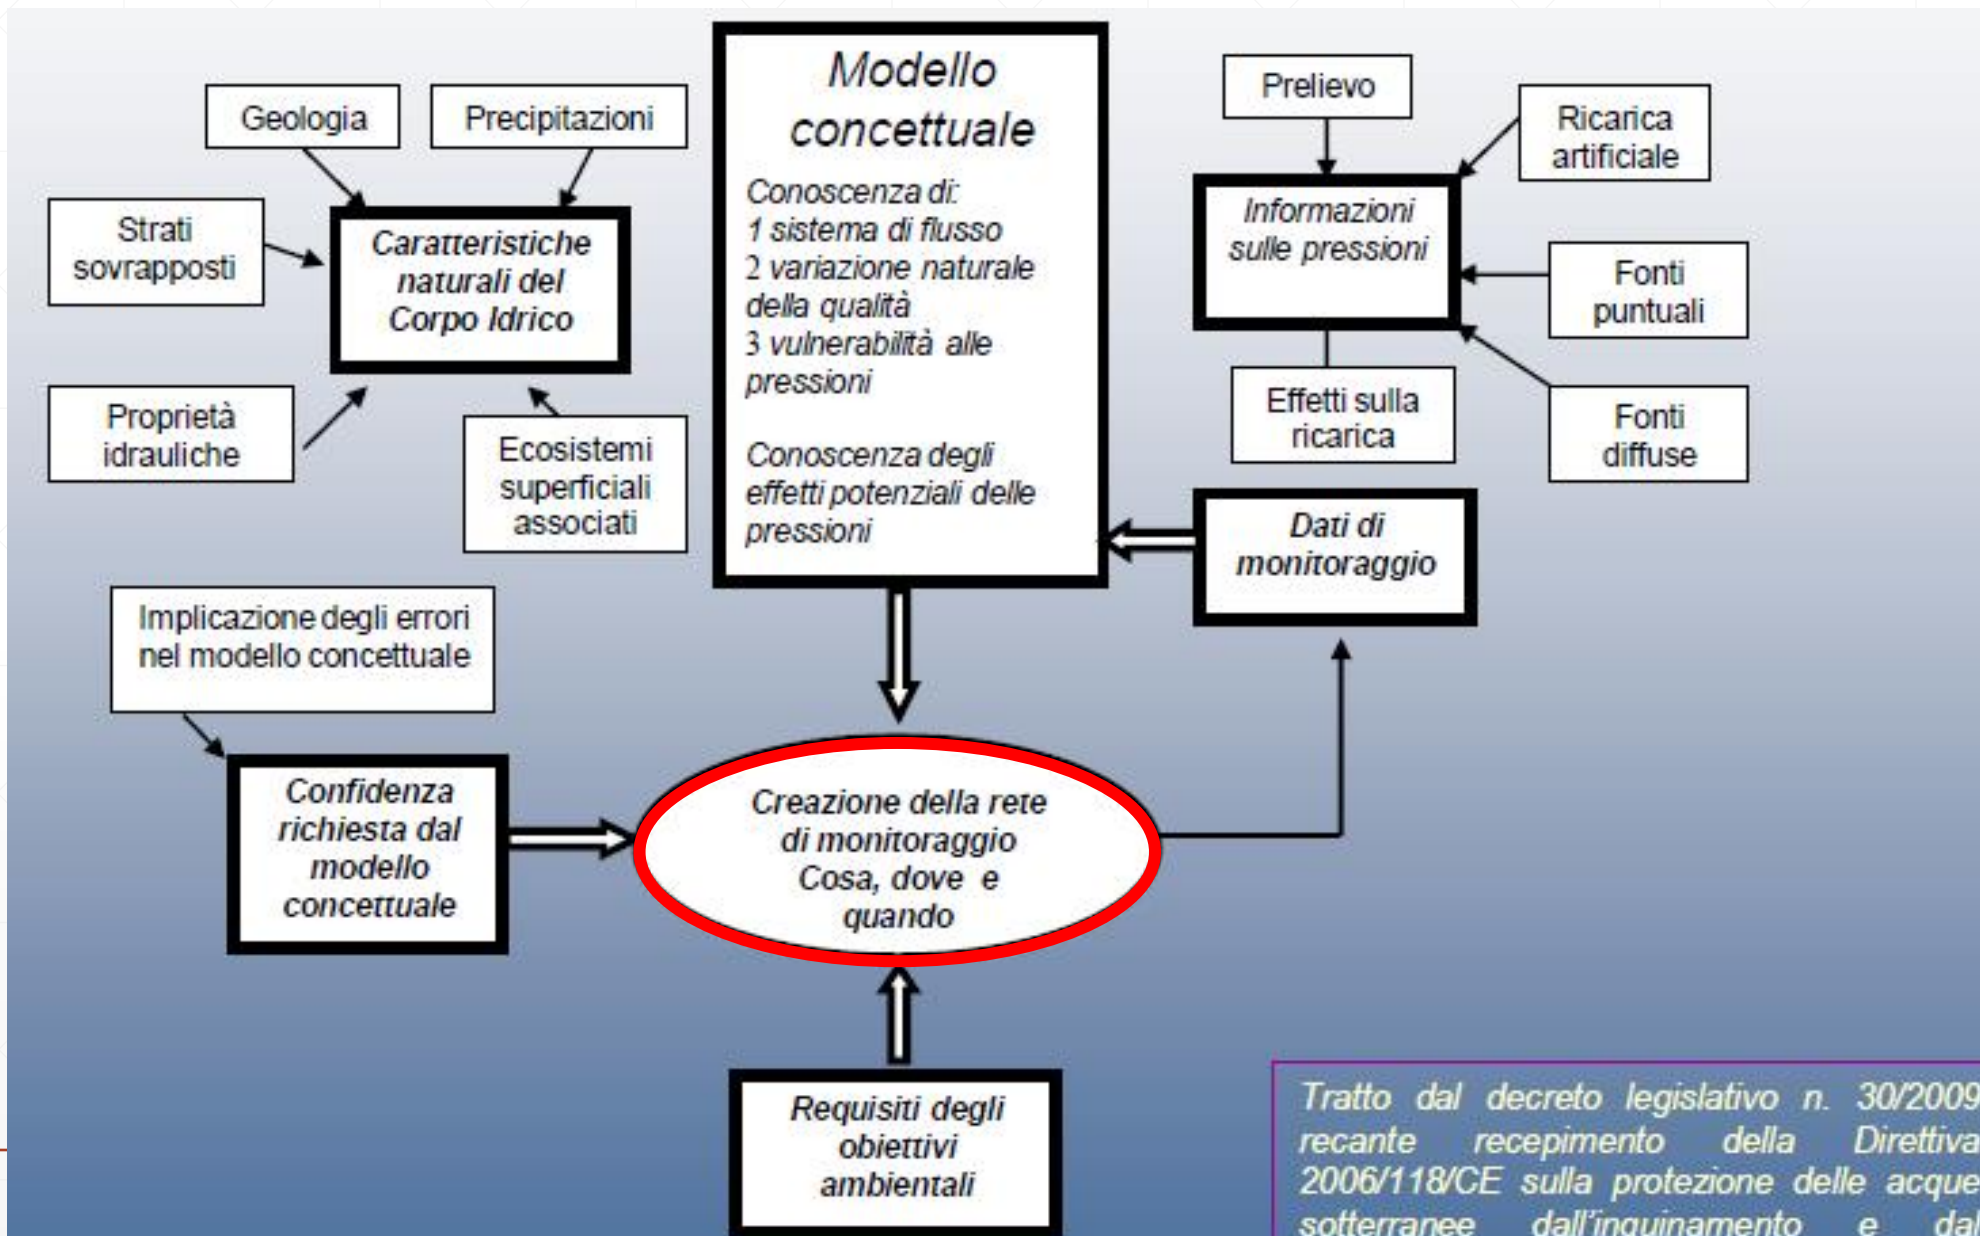 Modello
concettuale
Conoscenza di:
1 sistema di flusso
2 variazione naturale
della qualità
3 vulnerabilità alle
pressioni
Conoscenza degli
effetti potenziali delle
pressioni
Geologia
Precipitazioni
Strati
sovrapposti
Caratteristiche
naturali del
Corpo Idrico
Proprietà
idrauliche
Ecosistemi
superficiali
associati
Prelievo
Ricarica
artificiale
Informazioni
sulle pressioni
Fonti
puntuali
Effetti sulla
ricarica
Fonti
diffuse
Dati di
monitoraggio
Implicazione degli errori
nel modello concettuale
Confidenza
richiesta dal
modello
concettuale
Creazione della rete
di monitoraggio
Cosa, dove e
quando
Requisiti degli
obiettivi
ambientali
Tratto dal decreto legislativo n. 30/2009
recante recepimento della Direttiva
2006/118/CE sulla protezione delle acque
sotterranee dall'inquinamento e dal